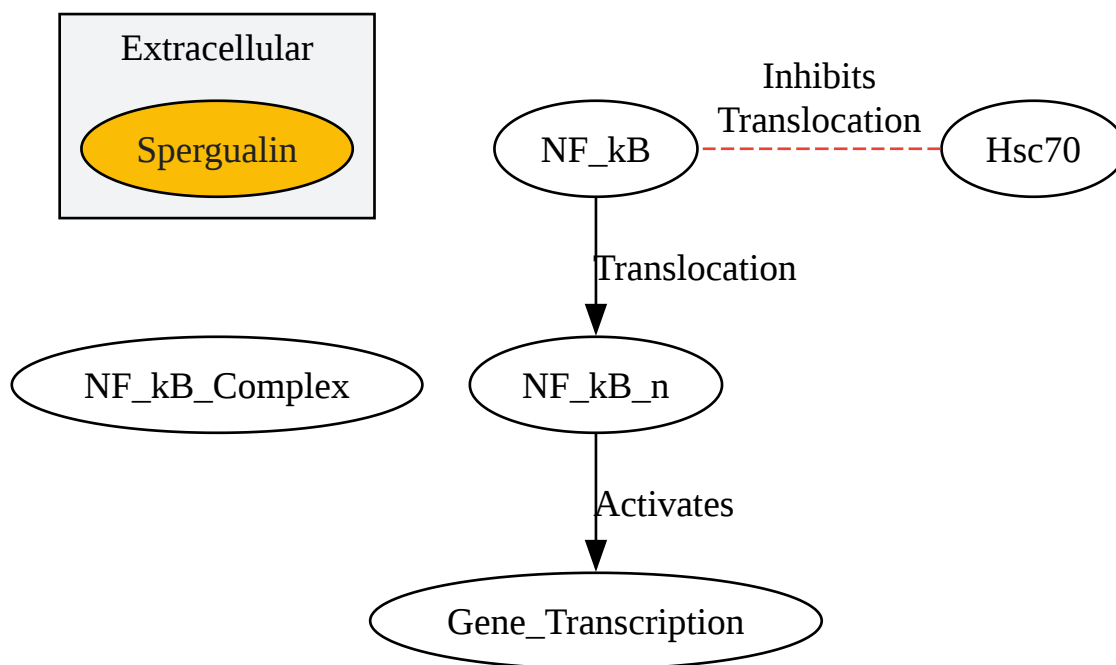 Extracellular
Spergualin
NF_kB
Inhibits
Translocation
Hsc70
Translocation
NF_kB_Complex
NF_kB_n
Activates
Gene_Transcription